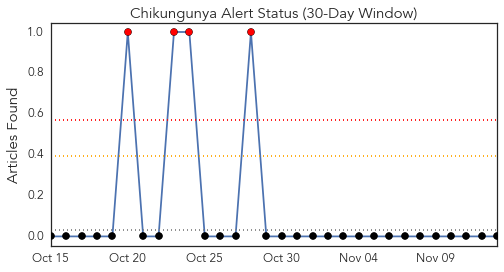 Chikungunya Alert Status (30-Day Window)
Articles Found
1.0
0.8
0.6
0.4
0.2
0.0
Oct 15 Oct 20 Oct 25 Oct 30 Nov 04 Nov 09